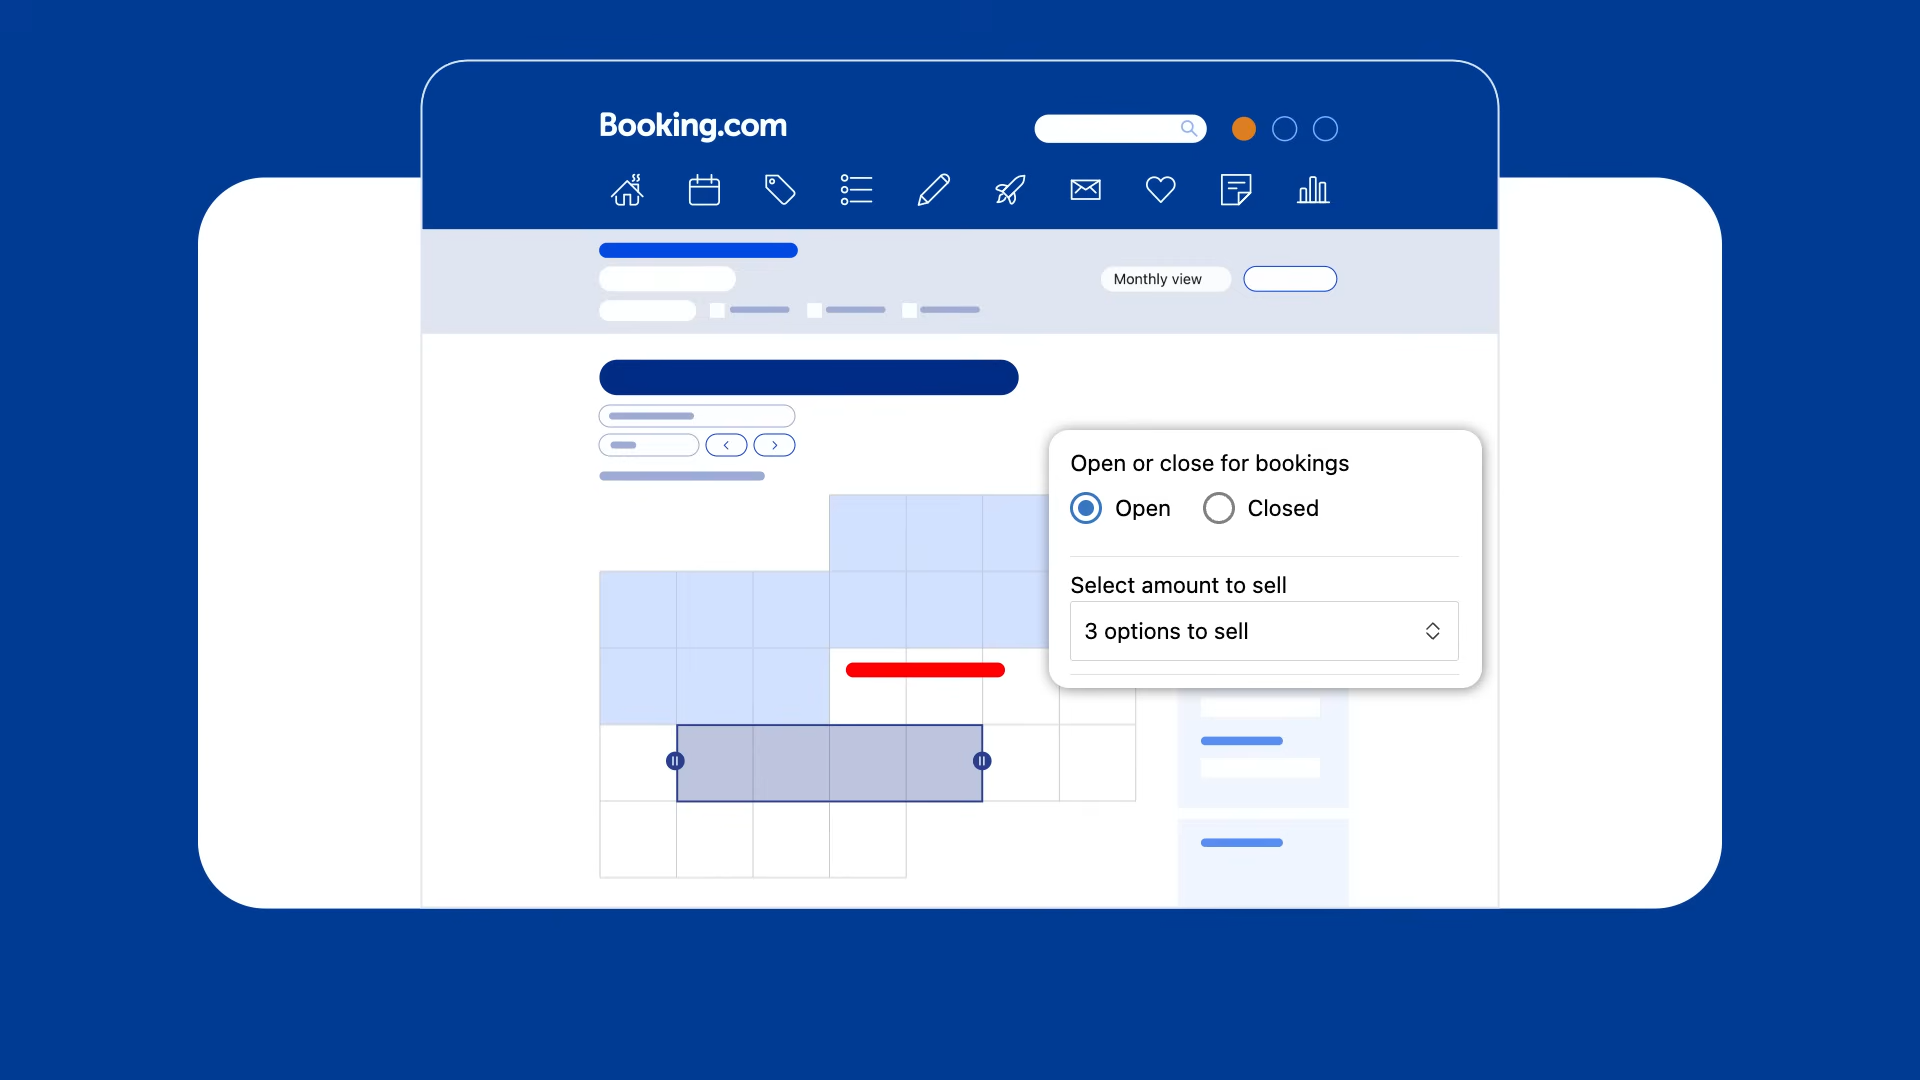 Booking.com
Monthly view
Open or close for bookings
Open Closed
Select amount to sell
3 options to sell